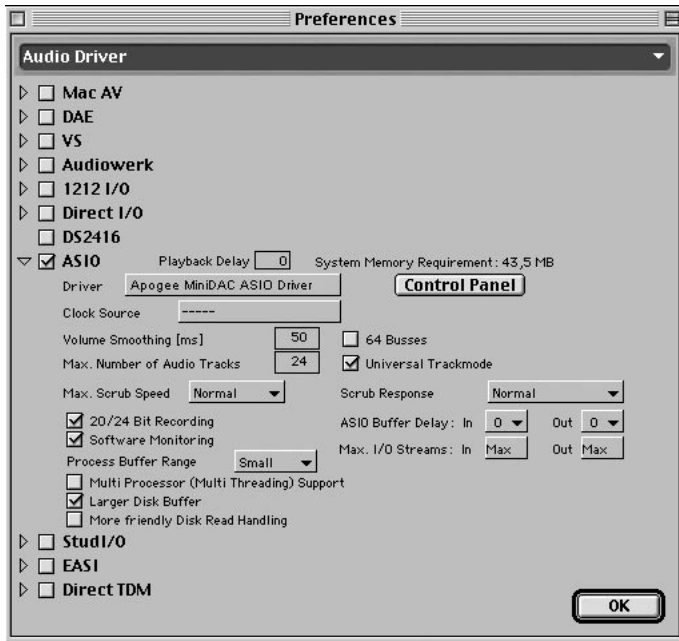 Preferences
Audio Driver
Mac AV
DAE
VS
Audiowerk
1212 I/O
Direct I/O
DS2416
ASIO Playback Delay 0 System Memory Requirement: 43,5 MB
Driver Apogee MiniDAC ASIO Driver Control Panel
Clock Source -----
Volume Smoothing [ms] 50 64 Busses
Max. Number of Audio Tracks 24 Universal Trackmode
Max. Scrub Speed Normal Scrub Response Normal
20/24 Bit Recording ASIO Buffer Delay: In 0 Out 0
Software Monitoring Max. I/O Streams: In Max Out Max
Process Buffer Range Small
Multi Processor (Multi Threading) Support
Larger Disk Buffer
More friendly Disk Read Handling
StudI/O
EASI
Direct TDM
OK